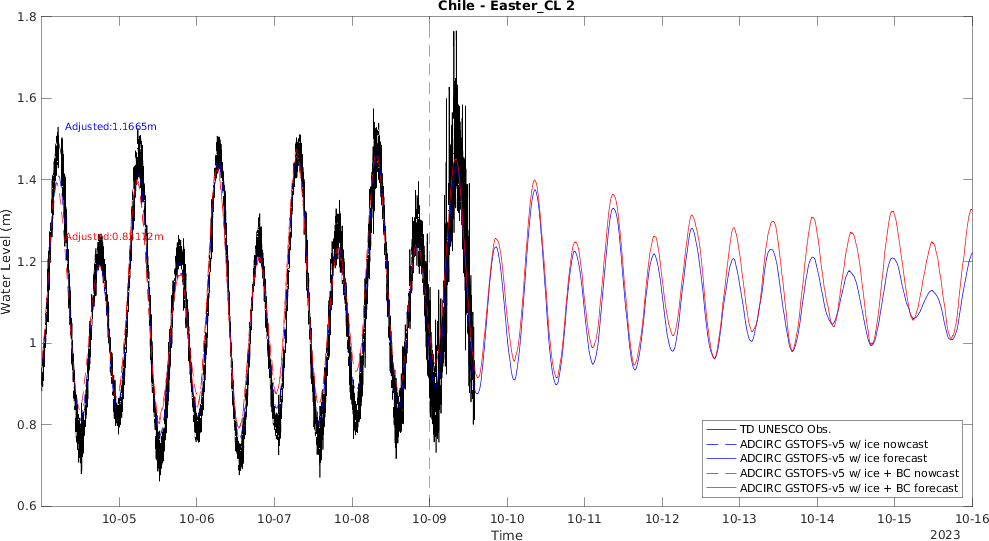 Chile - Easter_CL 2
1.8
1.6
1.4
1.2
1
0.8
0.6
Water Level (m)
Adjusted:1.1665m
TD UNESCO Obs.
ADCIRC GSTOFS-v5 w/ ice nowcast
ADCIRC GSTOFS-v5 w/ ice forecast
ADCIRC GSTOFS-v5 w/ ice + BC nowcast
ADCIRC GSTOFS-v5 w/ ice + BC forecast
10-05 10-06 10-07 10-08 10-09 10-10 10-11 10-12 10-13 10-14 10-15 10-16
Time
2023